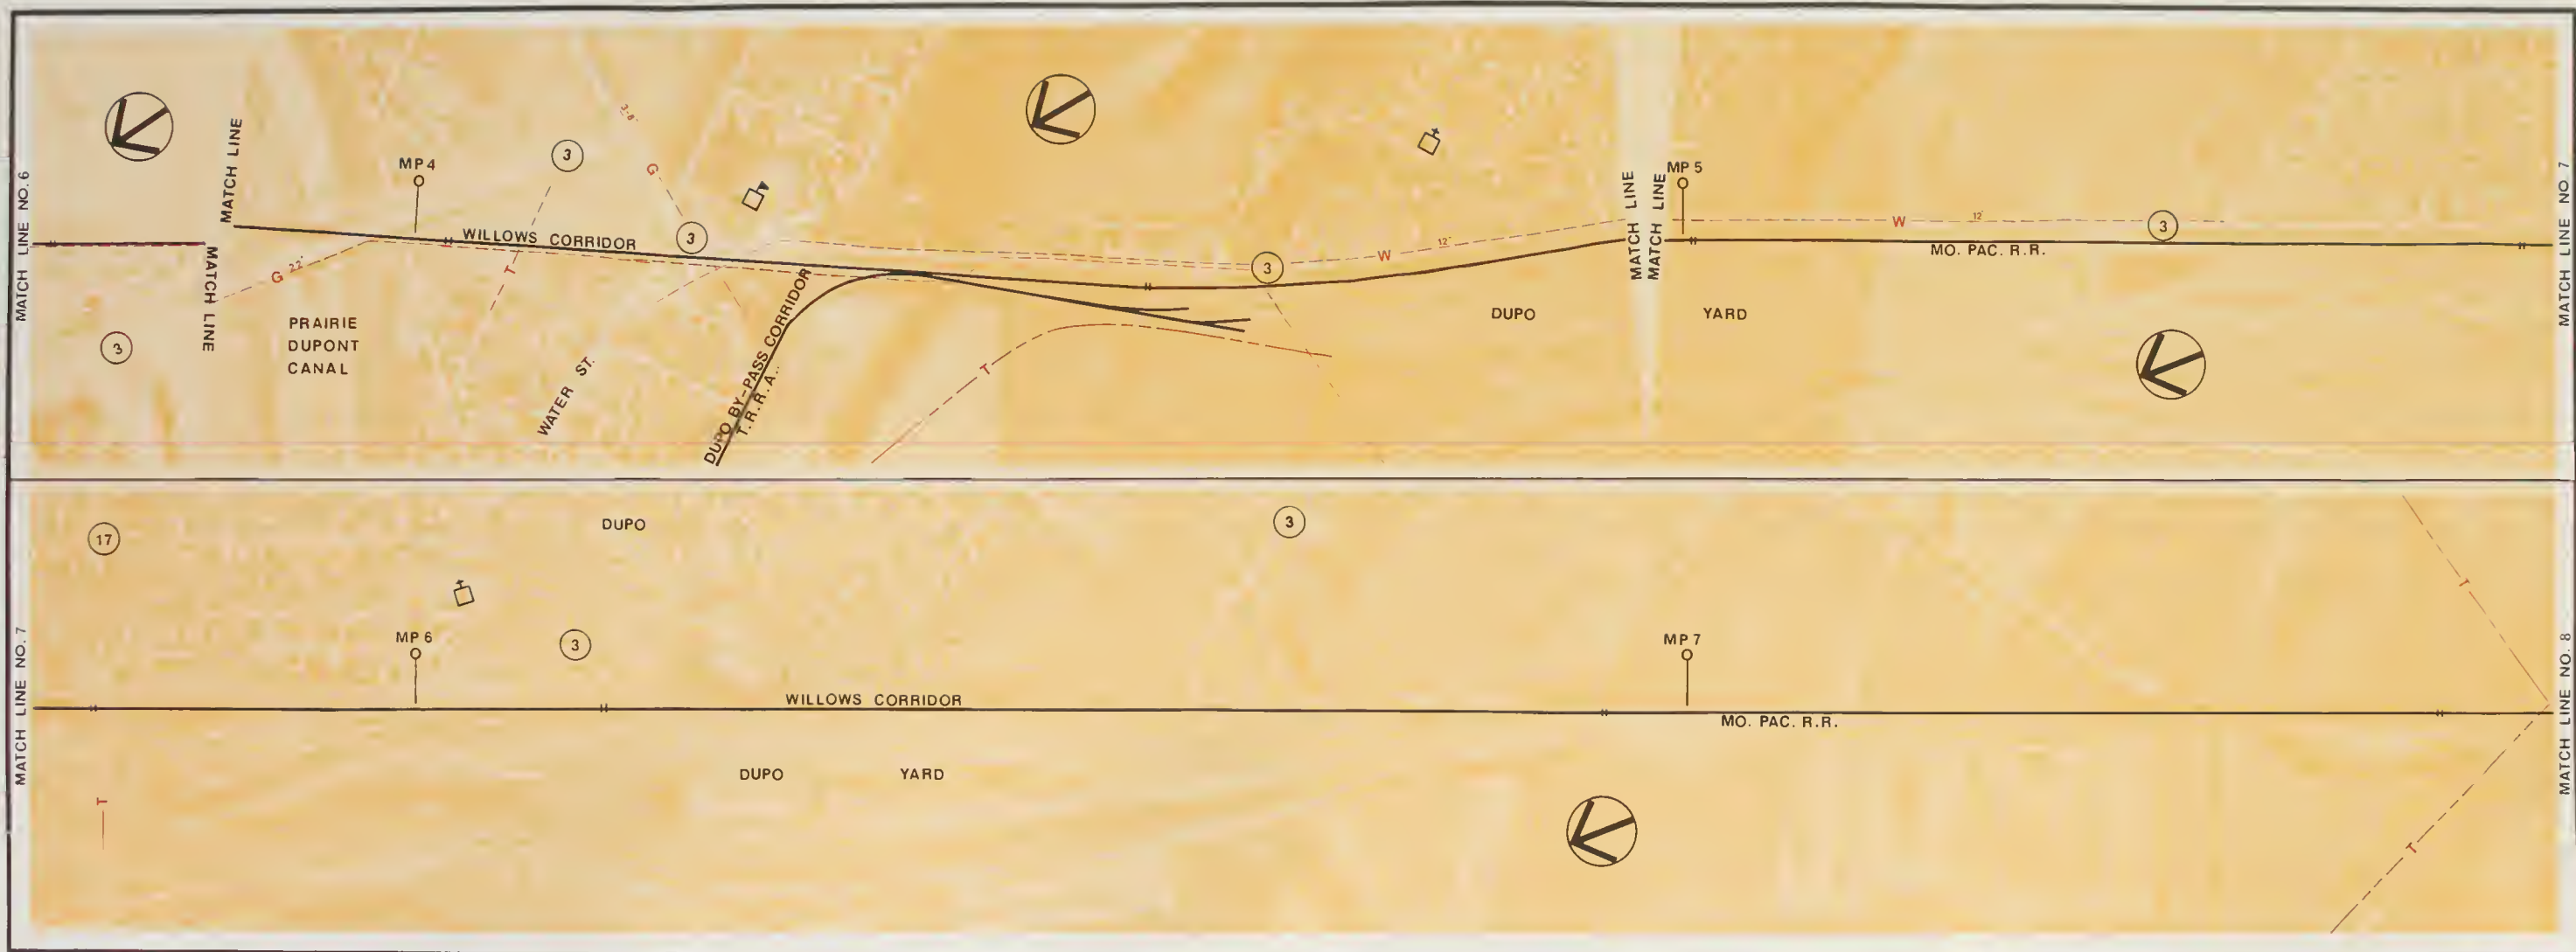 MATCH LINE NO. 6
MATCH LINE
MATCH LINE
MP 4
3
3-8"
G
3
WILLOWS CORRIDOR
G 22"
T
3
PRAIRIE
DUPONT
CANAL
WATER ST.
DUPO BY-PASS CORRIDOR
T.R.R.A.
T
3
W
12"
DUPO
MATCH LINE
MATCH LINE
MP 5
W
12"
3
MO. PAC. R.R.
YARD
MATCH LINE NO. 7
MATCH LINE NO. 7
17
DUPO
3
MP 6
3
WILLOWS CORRIDOR
MP 7
MO. PAC. R.R.
DUPO YARD
T
T
T
MATCH LINE NO. 8